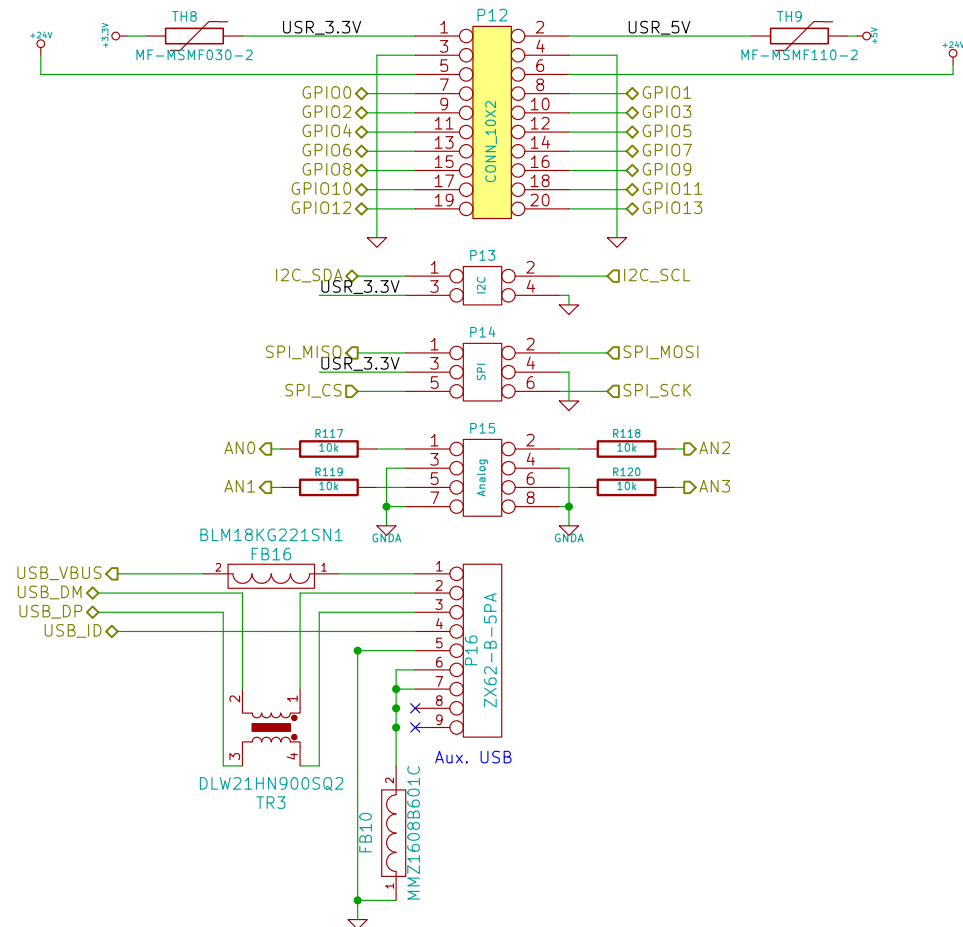 TH8 P12 TH9
+24V +3.3V USR_3.3V 1 2 USR_5V +5V
MF-MSMF030-2 3 4 MF-MSMF110-2 +24V
5 6
GPIO0 7 8 GPIO1
GPIO2 9 10 GPIO3
GPIO4 11 12 GPIO5
GPIO6 13 14 GPIO7
GPIO8 15 16 GPIO9
GPIO10 17 18 GPIO11
GPIO12 19 20 GPIO13
CONN_10X2
P13
I2C_SDA 1 2 I2C_SCL
USR_3.3V 3 4
I2C
P14
SPI_MISO 1 2 SPI_MOSI
USR_3.3V 3 4
SPI_CS 5 6 SPI_SCK
SPI
P15
R117 R118
AN0 10k 1 2 10k AN2
3 4
R119 R120
AN1 10k 5 6 10k AN3
7 8
Analog
GNDA GNDA
BLM18KG221SN1
FB16
USB_VBUS 2 1 1
USB_DM 2
USB_DP 3
USB_ID 4
5
6
7
8
9
P16
ZX62-B-5PA
2 1
3 4
Aux. USB
DLW21HN900SQ2
TR3
2
FB10
MMZ1608B601C
1